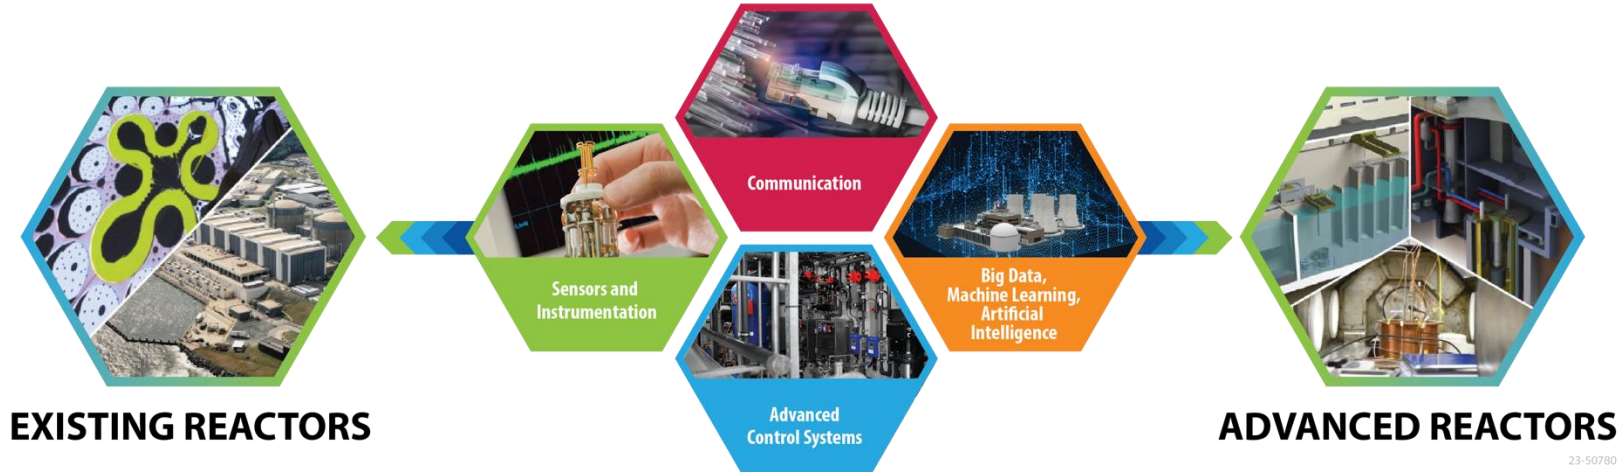 Communication
Sensors and
Instrumentation
Big Data,
Machine Learning,
Artificial
Intelligence
Advanced
Control Systems
EXISTING REACTORS
ADVANCED REACTORS
23-50780